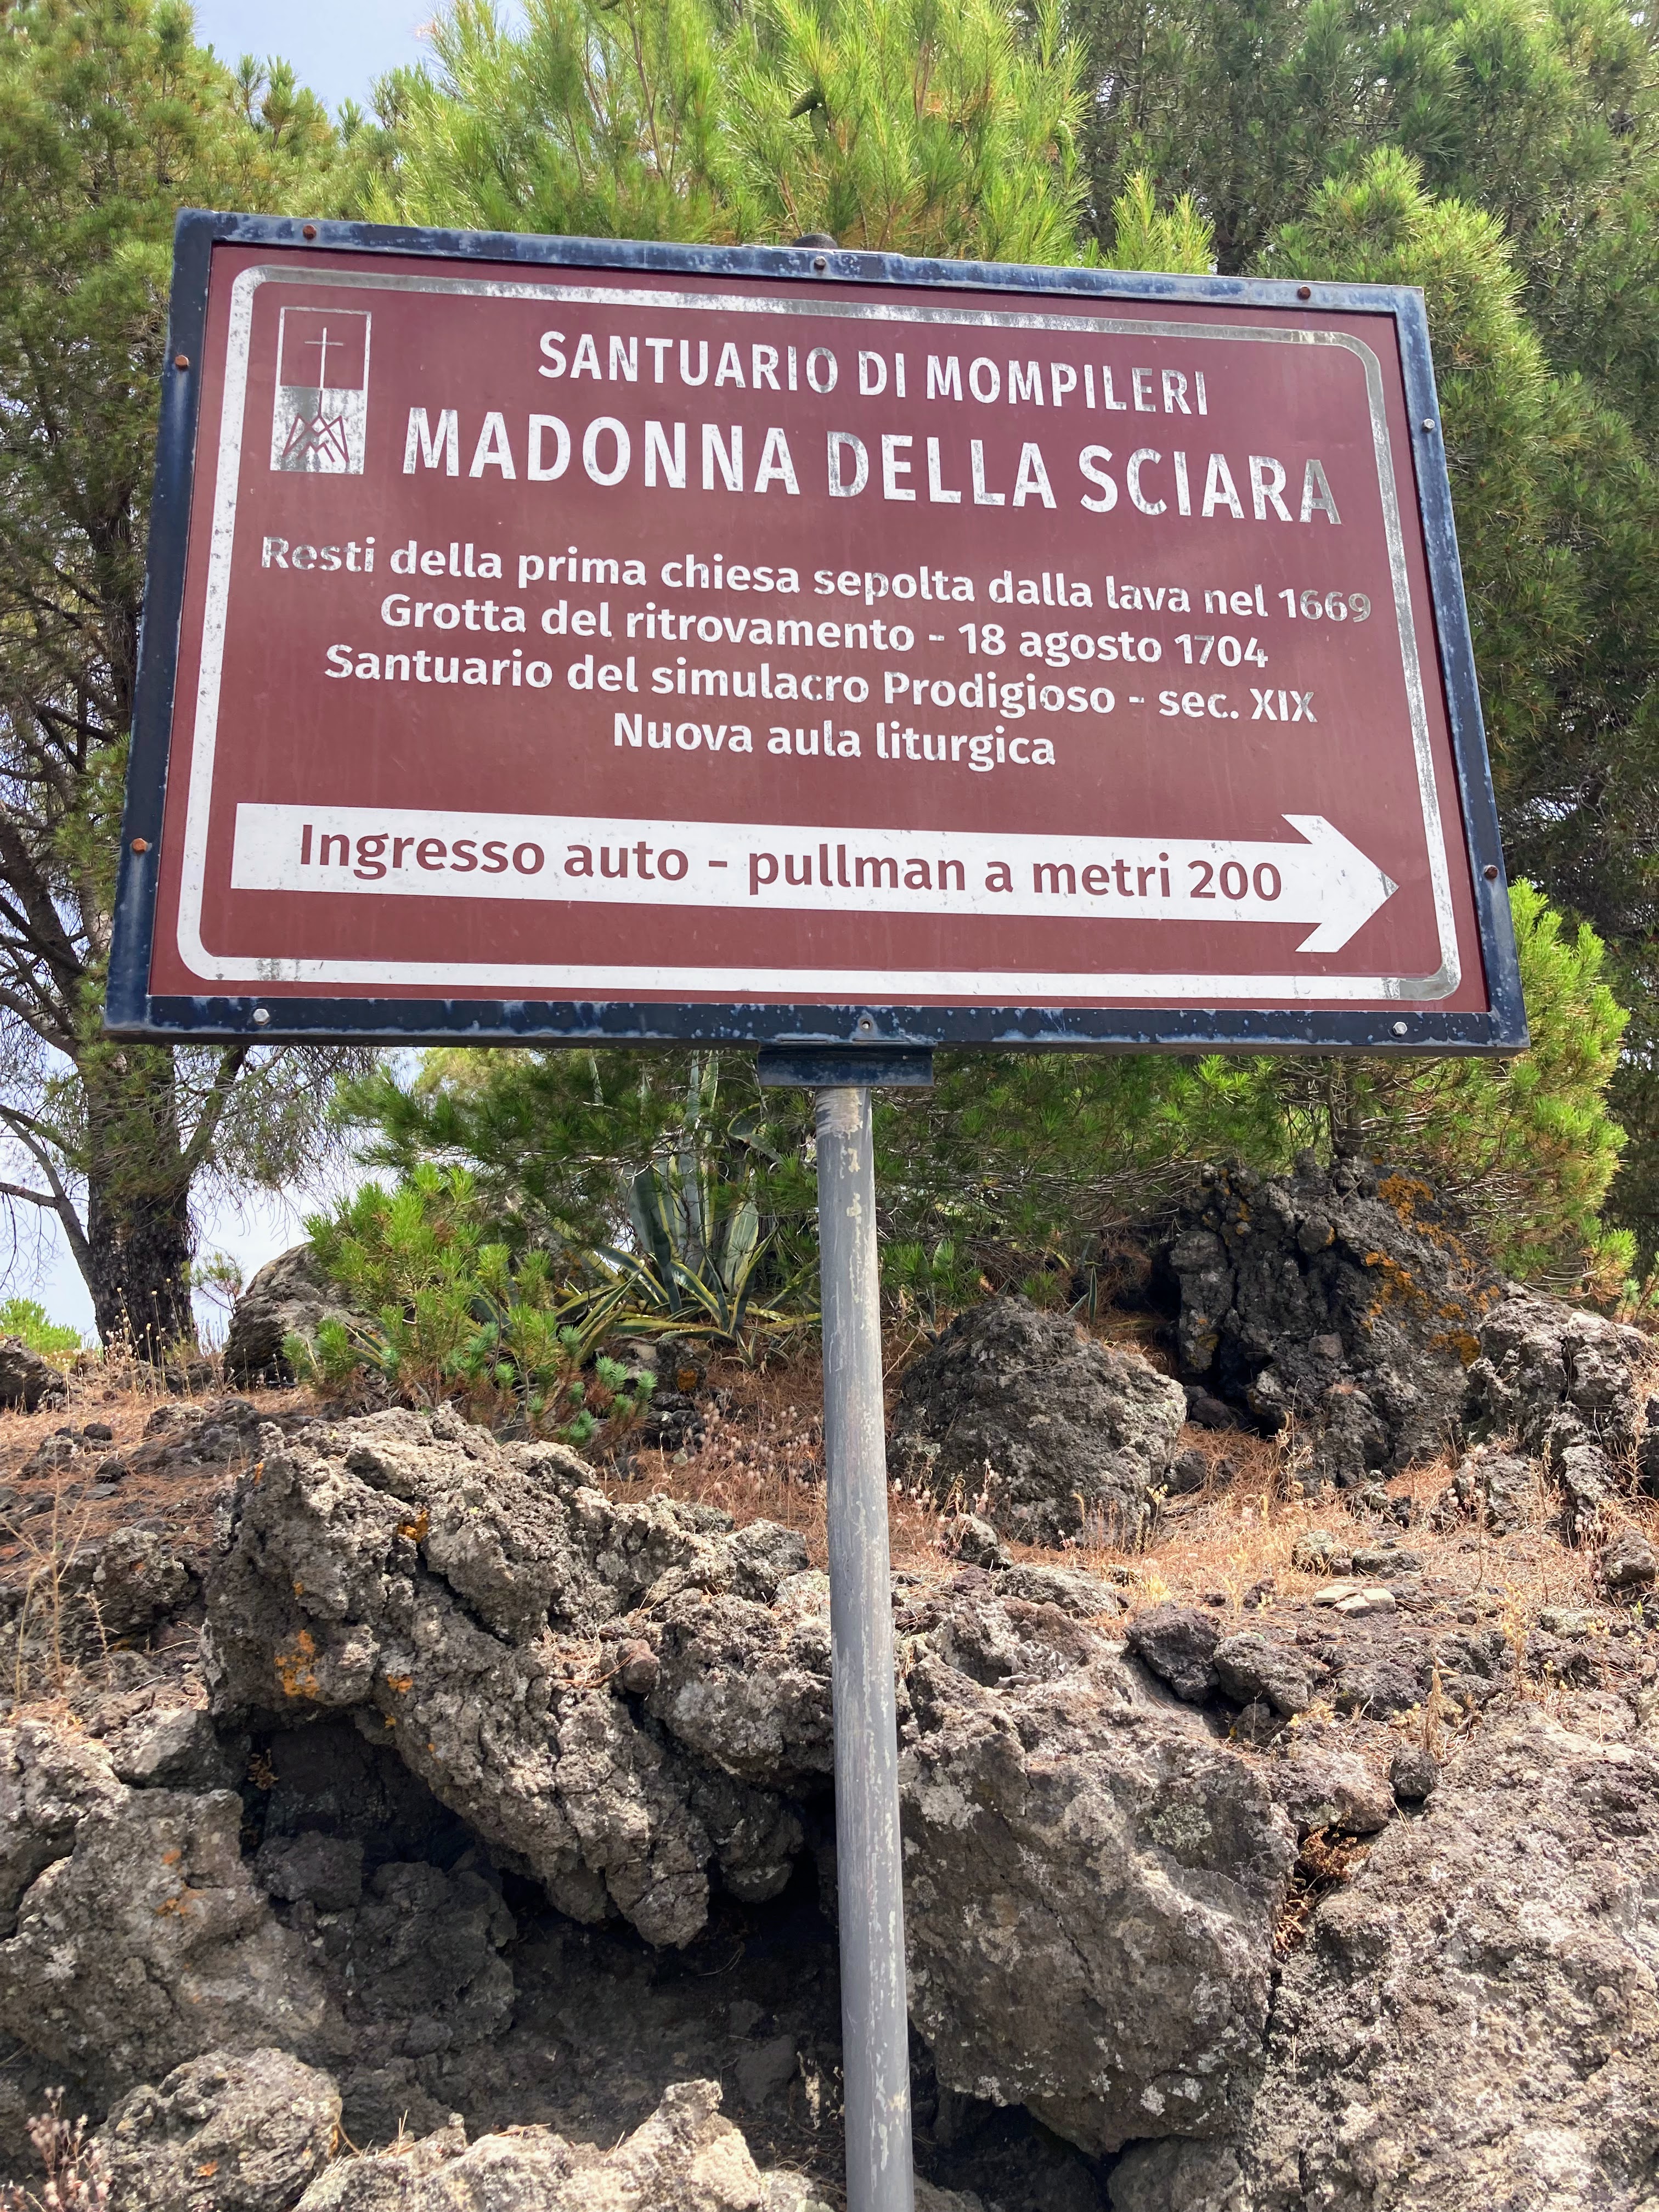 SANTUARIO DI MOMPILERI
MADONNA DELLA SCIARA
Resti della prima chiesa sepolta dalla lava nel 1669
Grotta del ritrovamento - 18 agosto 1704
Santuario del simulacro Prodigioso - sec. XIX
Nuova aula liturgica
Ingresso auto - pullman a metri 200